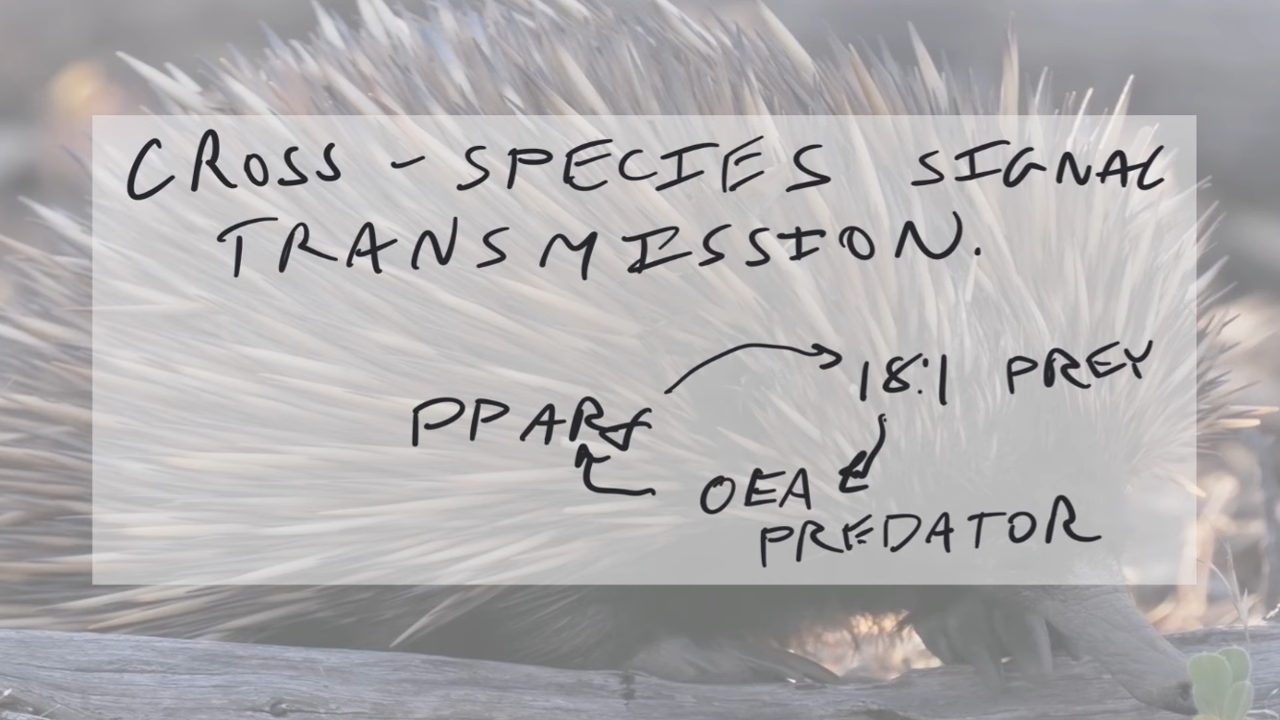 CROSS - SPECIES SIGNAL
TRANSMISSION.
18:1 PREY
PPARα
OEA
PREDATOR